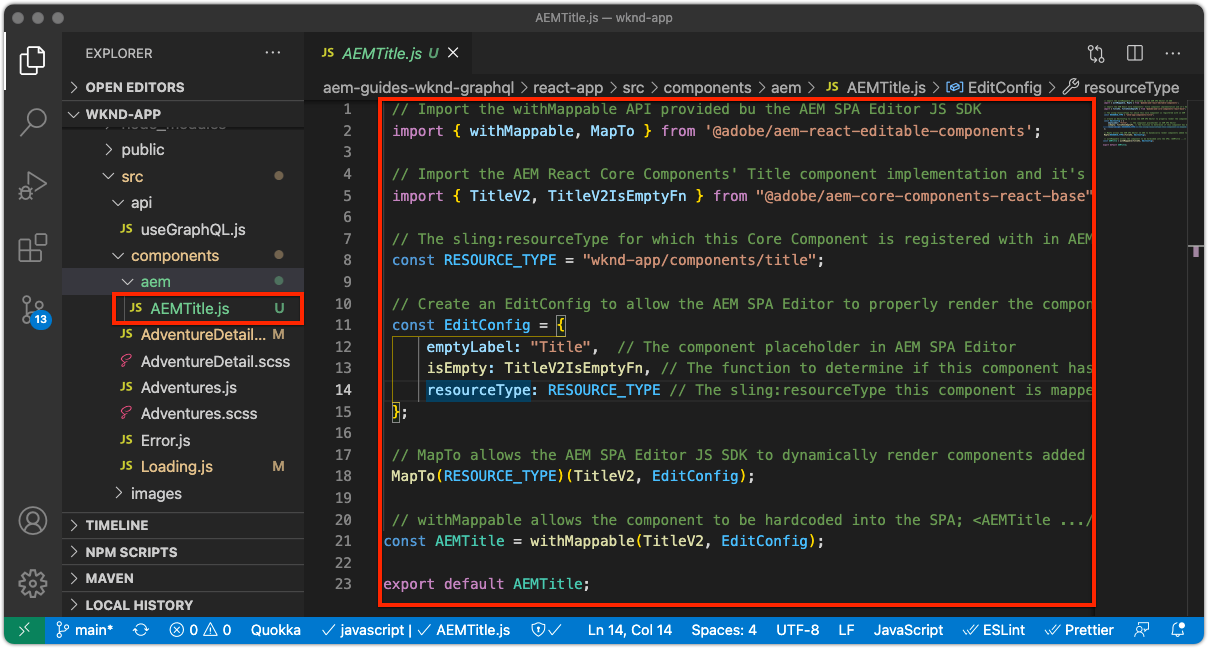 AEMTitle.js — wknd-app
EXPLORER
OPEN EDITORS
WKND-APP
node_modules
public
src
api
JS useGraphQL.js
components
aem
JS AEMTitle.js U
JS AdventureDetail... M
AdventureDetail.scss
JS Adventures.js
Adventures.scss
JS Error.js
JS Loading.js M
images
TIMELINE
NPM SCRIPTS
MAVEN
LOCAL HISTORY
13
JS AEMTitle.js U
aem-guides-wknd-graphql > react-app > src > components > aem > JS AEMTitle.js > EditConfig > resourceType
1 // Import the withMappable API provided bu the AEM SPA Editor JS SDK
2 import { withMappable, MapTo } from '@adobe/aem-react-editable-components';
3
4 // Import the AEM React Core Components' Title component implementation and it's
5 import { TitleV2, TitleV2IsEmptyFn } from "@adobe/aem-core-components-react-base"
6
7 // The sling:resourceType for which this Core Component is registered with in AEM
8 const RESOURCE_TYPE = "wknd-app/components/title";
9
10 // Create an EditConfig to allow the AEM SPA Editor to properly render the compon
11 const EditConfig = {
12 emptyLabel: "Title", // The component placeholder in AEM SPA Editor
13 isEmpty: TitleV2IsEmptyFn, // The function to determine if this component has
14 resourceType: RESOURCE_TYPE // The sling:resourceType this component is mappe
15 };
16
17 // MapTo allows the AEM SPA Editor JS SDK to dynamically render components added
18 MapTo(RESOURCE_TYPE)(TitleV2, EditConfig);
19
20 // withMappable allows the component to be hardcoded into the SPA; <AEMTitle .../
21 const AEMTitle = withMappable(TitleV2, EditConfig);
22
23 export default AEMTitle;
main* 0 0 Quokka javascript | AEMTitle.js Ln 14, Col 14 Spaces: 4 UTF-8 LF JavaScript ESLint Prettier